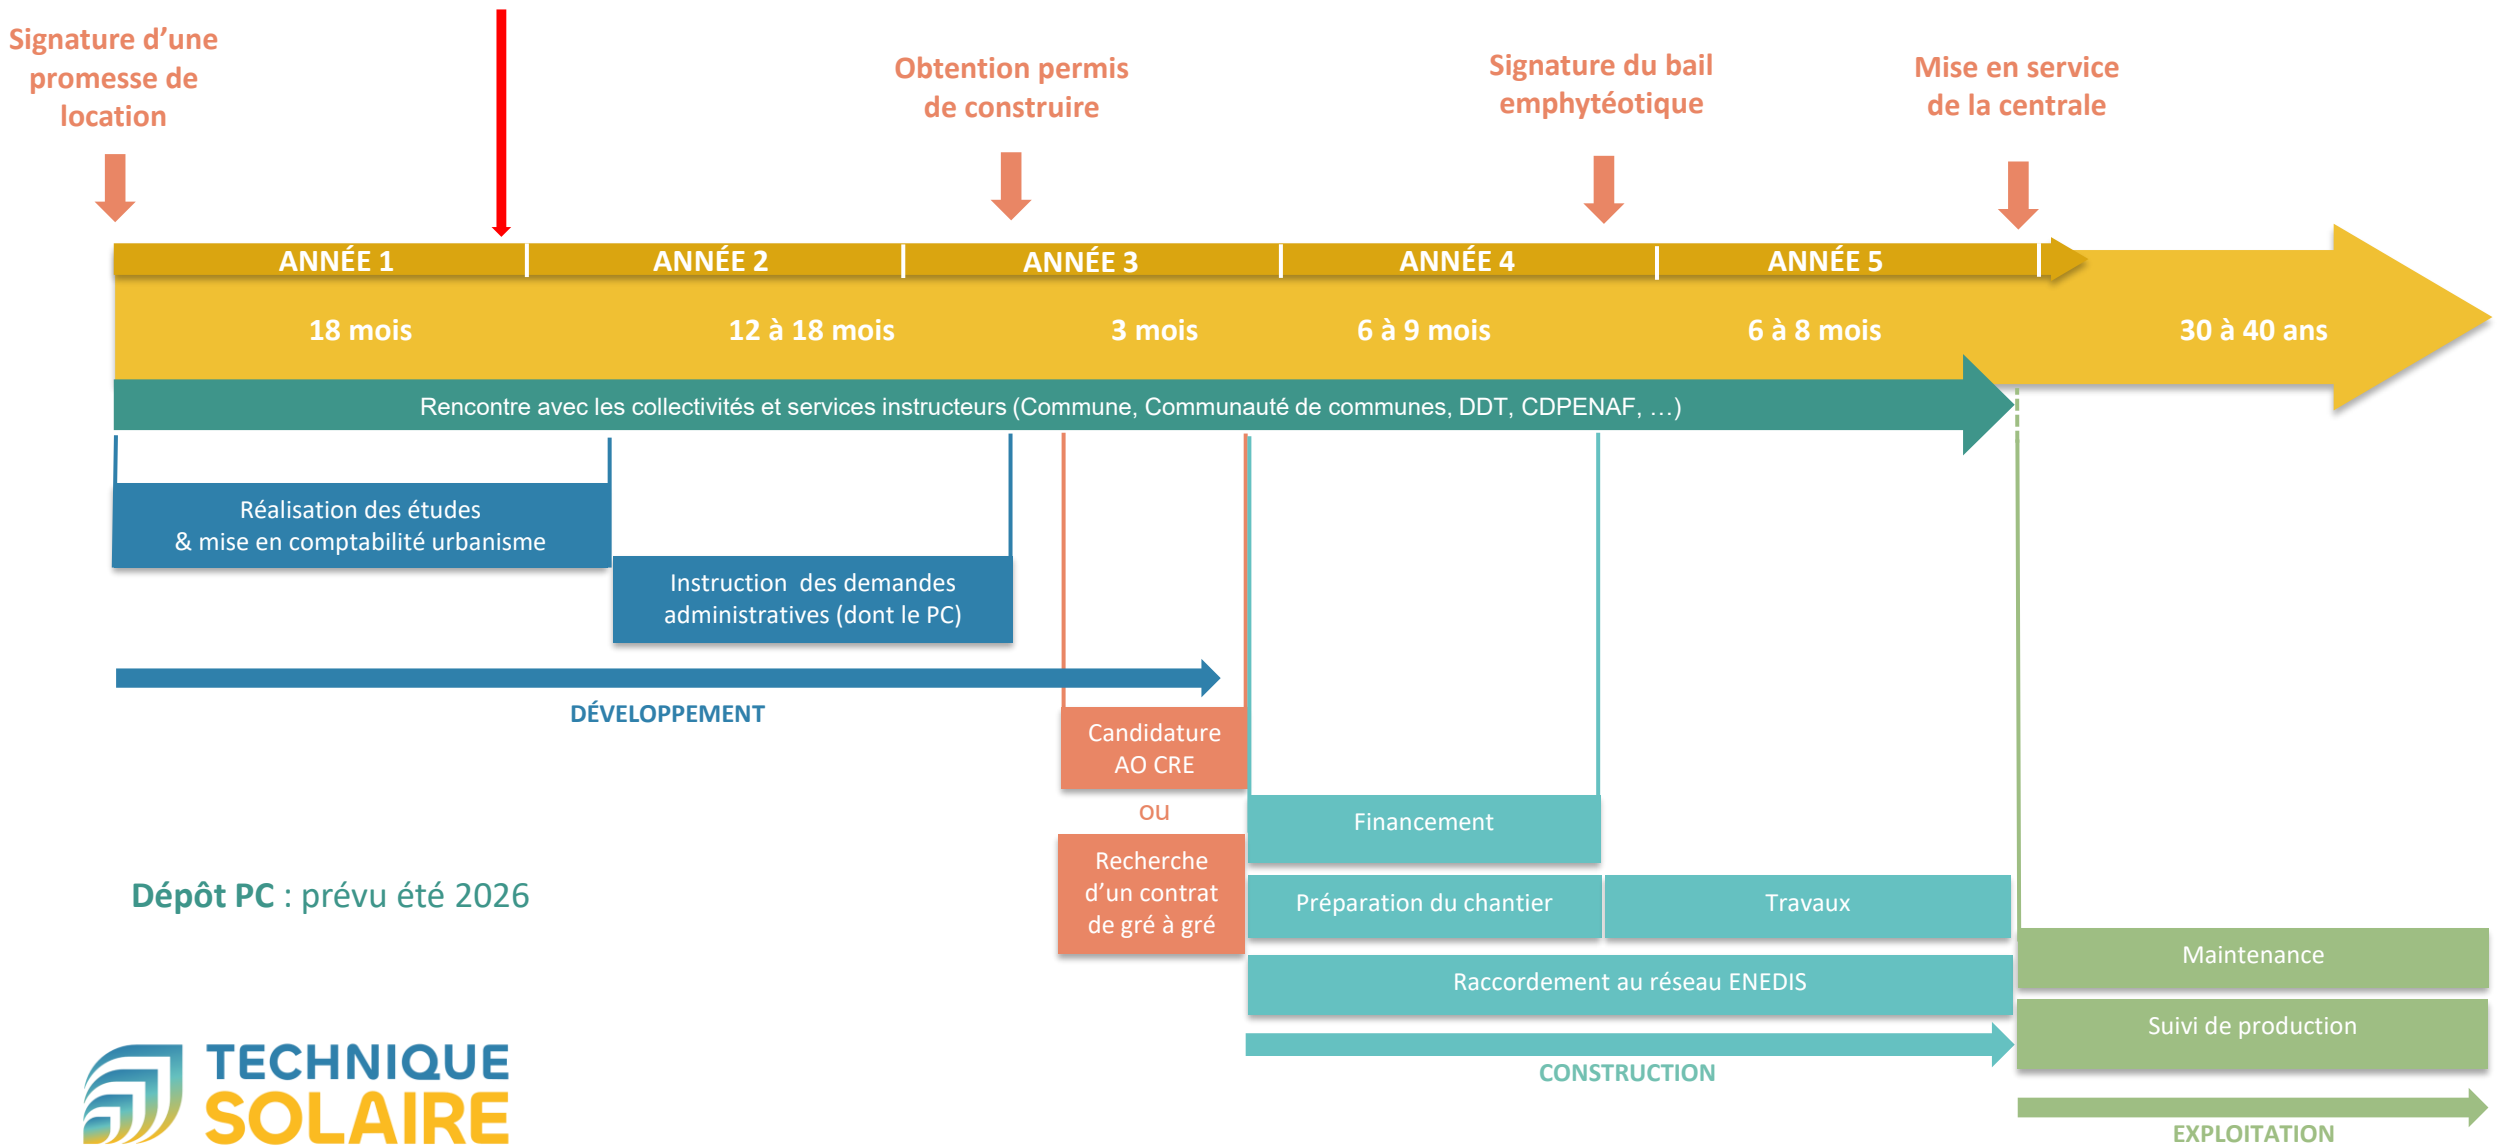 Signature d’une
promesse de
location
Obtention permis
de construire
Signature du bail
emphytéotique
Mise en service
de la centrale
ANNÉE 1
ANNÉE 2
ANNÉE 3
ANNÉE 4
ANNÉE 5
18 mois
12 à 18 mois
3 mois
6 à 9 mois
6 à 8 mois
30 à 40 ans
Rencontre avec les collectivités et services instructeurs (Commune, Communauté de communes, DDT, CDPENAF, …)
Réalisation des études
& mise en comptabilité urbanisme
Instruction des demandes
administratives (dont le PC)
DÉVELOPPEMENT
Candidature
AO CRE
ou
Recherche
d’un contrat
de gré à gré
Financement
Préparation du chantier
Travaux
Raccordement au réseau ENEDIS
CONSTRUCTION
Maintenance
Suivi de production
EXPLOITATION
Dépôt PC : prévu été 2026
TECHNIQUE
SOLAIRE